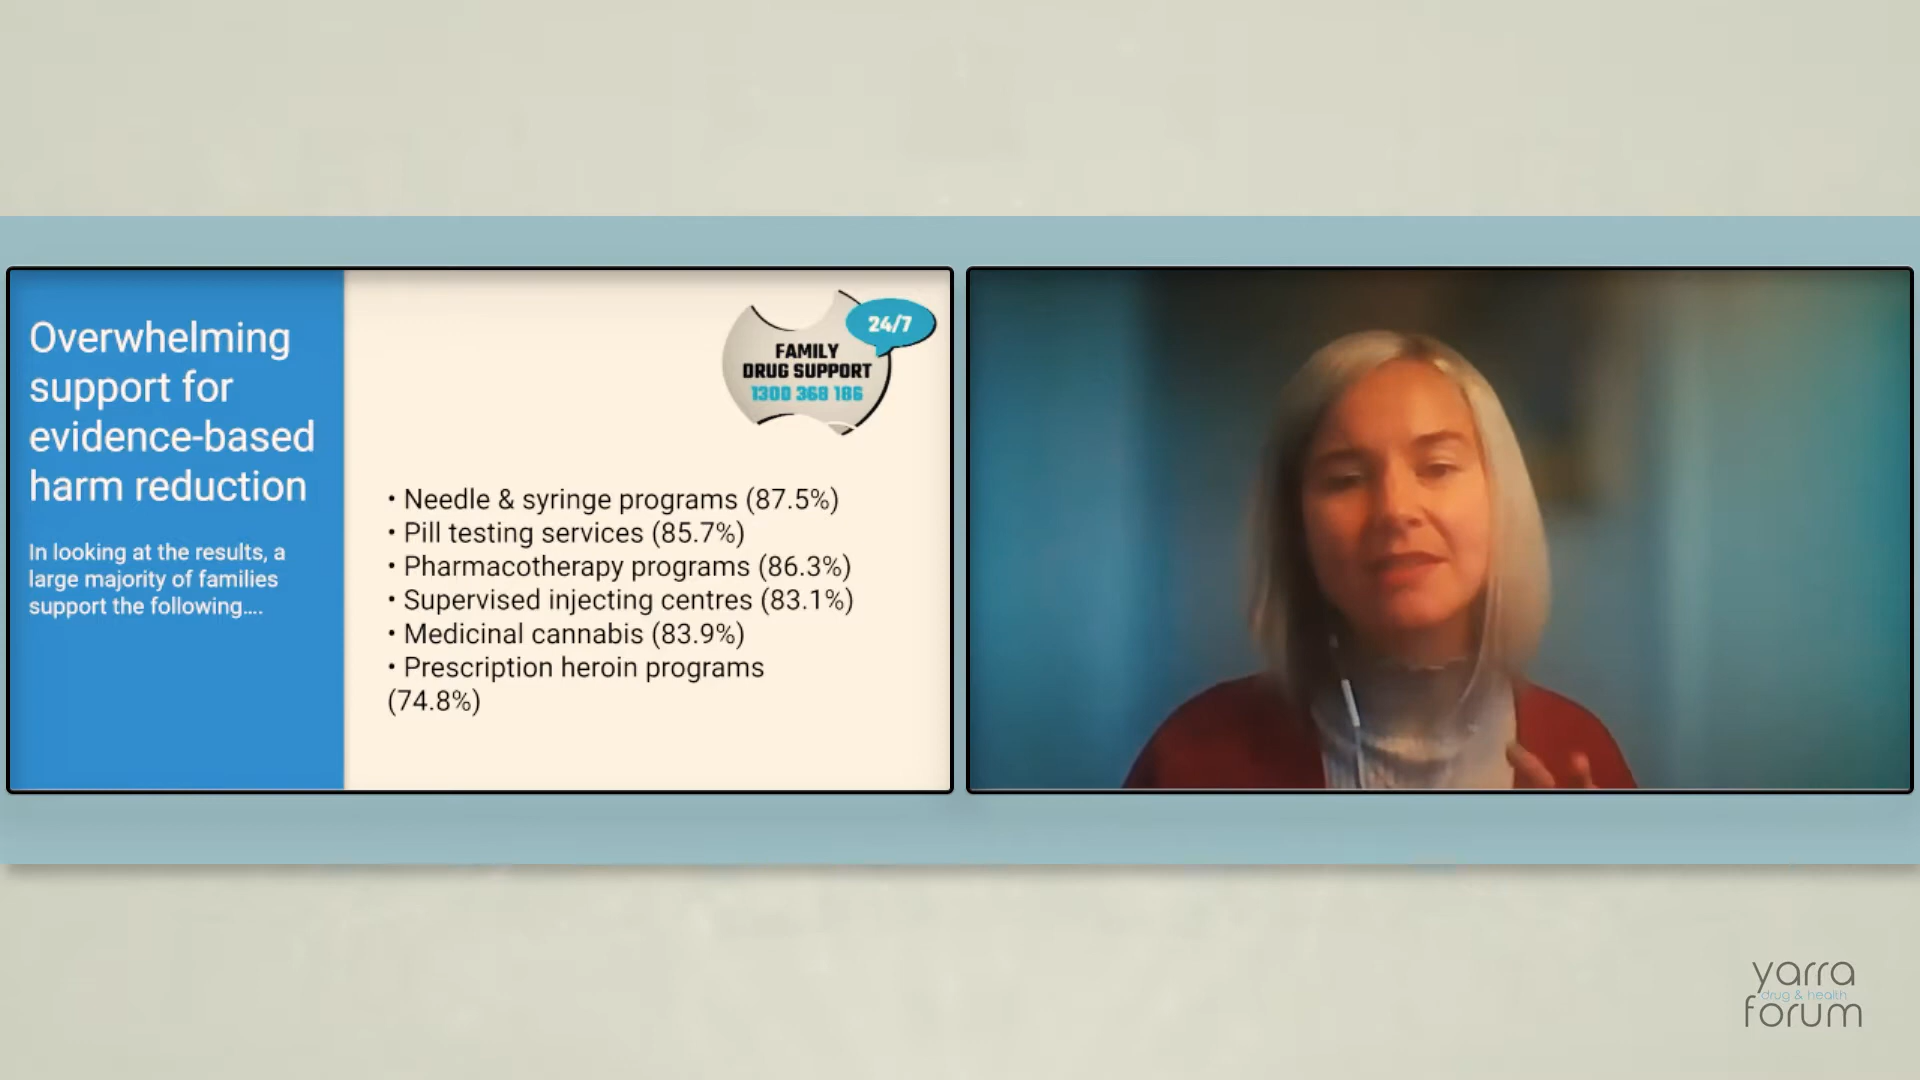 Overwhelming
support for
evidence-based
harm reduction
In looking at the results, a
large majority of families
support the following....
24/7
FAMILY
DRUG SUPPORT
1300 368 186
• Needle & syringe programs (87.5%)
• Pill testing services (85.7%)
• Pharmacotherapy programs (86.3%)
• Supervised injecting centres (83.1%)
• Medicinal cannabis (83.9%)
• Prescription heroin programs
(74.8%)
yarra
drug & health
forum